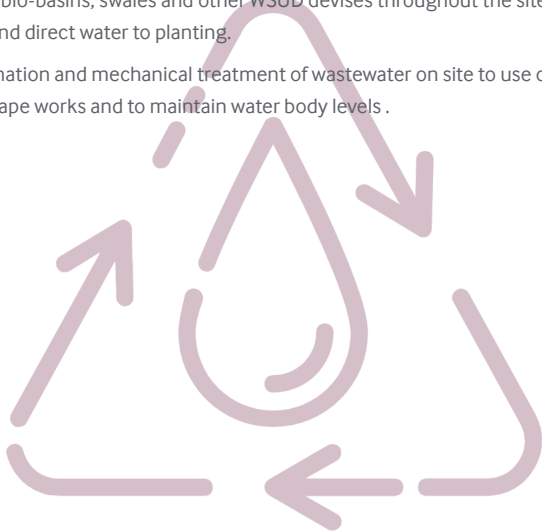 bio-basins, swales and other WSUD devises throughout the site
nd direct water to planting.
nation and mechanical treatment of wastewater on site to use o
ape works and to maintain water body levels .